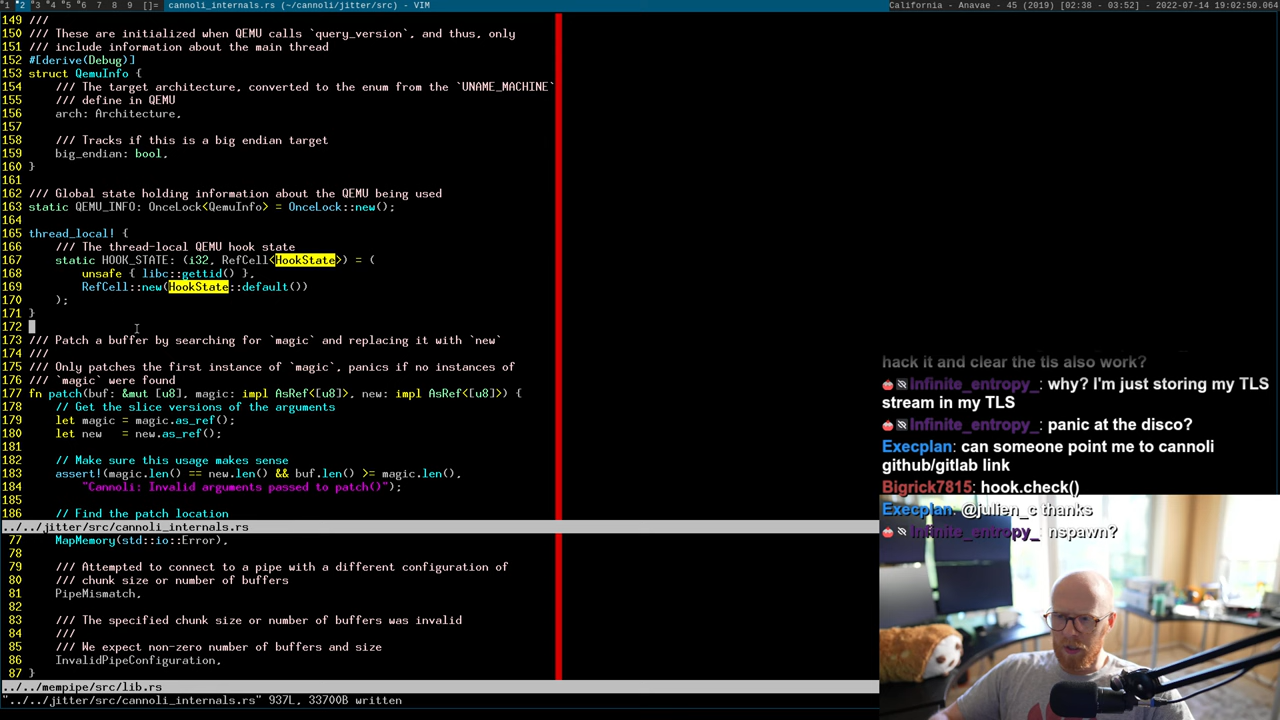 1 2 3 4 5 6 7 8 9 []= cannoli_internals.rs (~/cannoli/jitter/src) - VIM
California - Anavae - 45 (2019) [02:38 - 03:52] - 2022-07-14 19:02:50.064
149 ///
150 /// These are initialized when QEMU calls `query_version`, and thus, only
151 /// include information about the main thread
152 #[derive(Debug)]
153 struct QemuInfo {
154     /// The target architecture, converted to the enum from the `UNAME_MACHINE`
155     /// define in QEMU
156     arch: Architecture,
157
158     /// Tracks if this is a big endian target
159     big_endian: bool,
160 }
161
162 /// Global state holding information about the QEMU being used
163 static QEMU_INFO: OnceLock<QemuInfo> = OnceLock::new();
164
165 thread_local! {
166     /// The thread-local QEMU hook state
167     static HOOK_STATE: (i32, RefCell<HookState>) = (
168         unsafe { libc::gettid() },
169         RefCell::new(HookState::default())
170     );
171 }
172
173 /// Patch a buffer by searching for `magic` and replacing it with `new`
174 ///
175 /// Only patches the first instance of `magic`, panics if no instances of
176 /// `magic` were found
177 fn patch(buf: &mut [u8], magic: impl AsRef<[u8]>, new: impl AsRef<[u8]>) {
178     // Get the slice versions of the arguments
179     let magic = magic.as_ref();
180     let new   = new.as_ref();
181
182     // Make sure this usage makes sense
183     assert!(magic.len() == new.len() && buf.len() >= magic.len(),
184         "Cannoli: Invalid arguments passed to patch()");
185
186     // Find the patch location
../../jitter/src/cannoli_internals.rs
77     MapMemory(std::io::Error),
78
79     /// Attempted to connect to a pipe with a different configuration of
80     /// chunk size or number of buffers
81     PipeMismatch,
82
83     /// The specified chunk size or number of buffers was invalid
84     ///
85     /// We expect non-zero number of buffers and size
86     InvalidPipeConfiguration,
87 }
../../mempipe/src/lib.rs
"../../jitter/src/cannoli_internals.rs" 937L, 33700B written
hack it and clear the tls also work?
Infinite_entropy_: why? I'm just storing my TLS
stream in my TLS
Infinite_entropy_: panic at the disco?
Execplan: can someone point me to cannoli
github/gitlab link
Bigrick7815: hook.check()
Execplan: @julien_c thanks
Infinite_entropy_: nspawn?